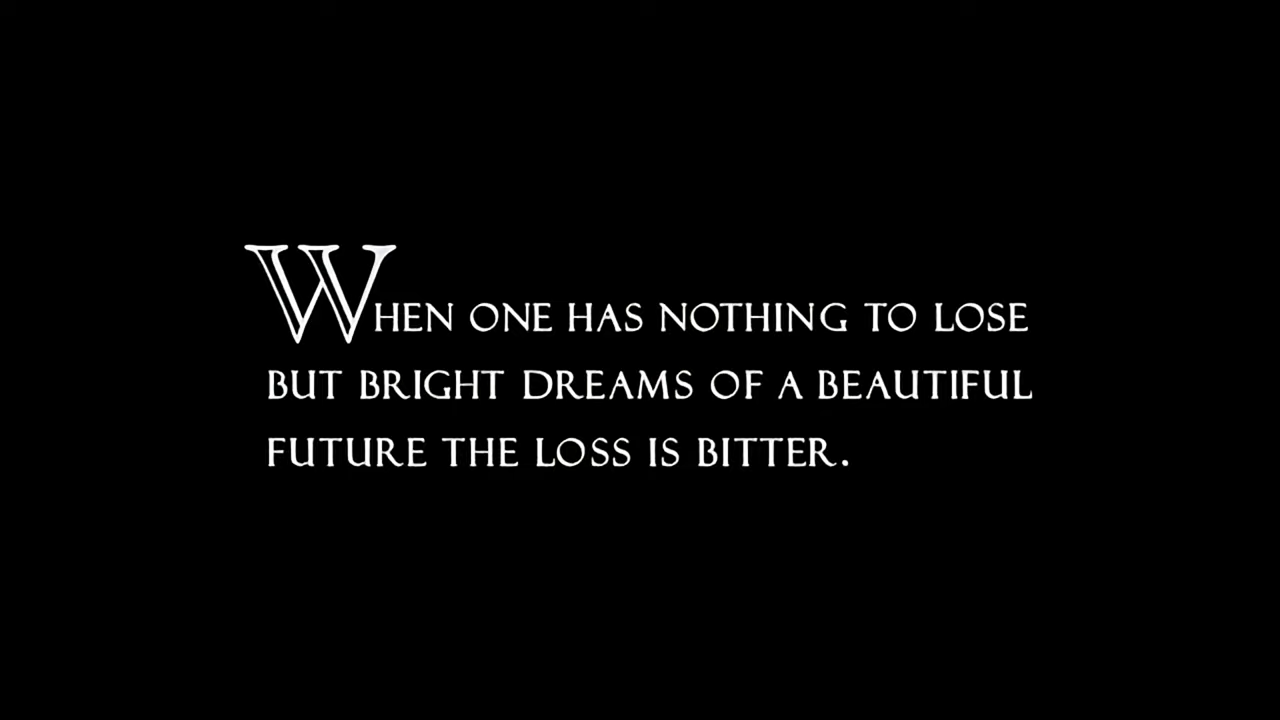 WHEN ONE HAS NOTHING TO LOSE
BUT BRIGHT DREAMS OF A BEAUTIFUL
FUTURE THE LOSS IS BITTER.